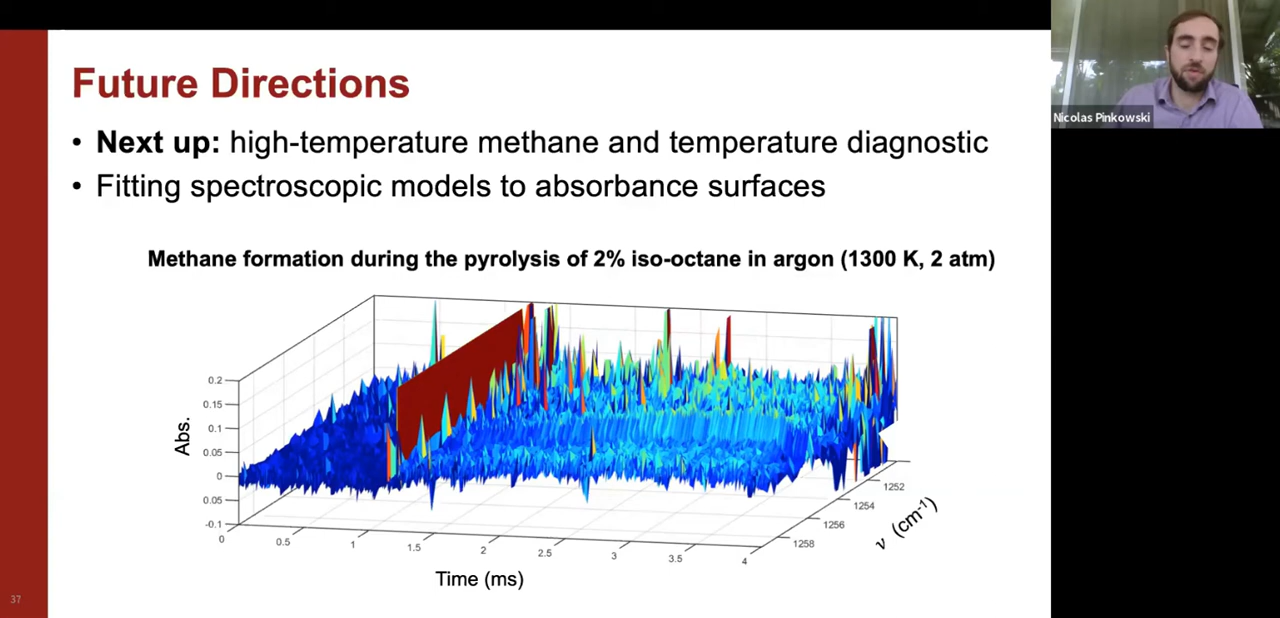 Future Directions
• Next up: high-temperature methane and temperature diagnostic
• Fitting spectroscopic models to absorbance surfaces
Methane formation during the pyrolysis of 2% iso-octane in argon (1300 K, 2 atm)
0.2
0.15
0.1
0.05
0
0.05
-0.1
Abs.
0
0.5
1
1.5
2
2.5
3
3.5
4
Time (ms)
1258
1256
1254
1252
ν (cm-1)
37
Nicolas Pinkowski